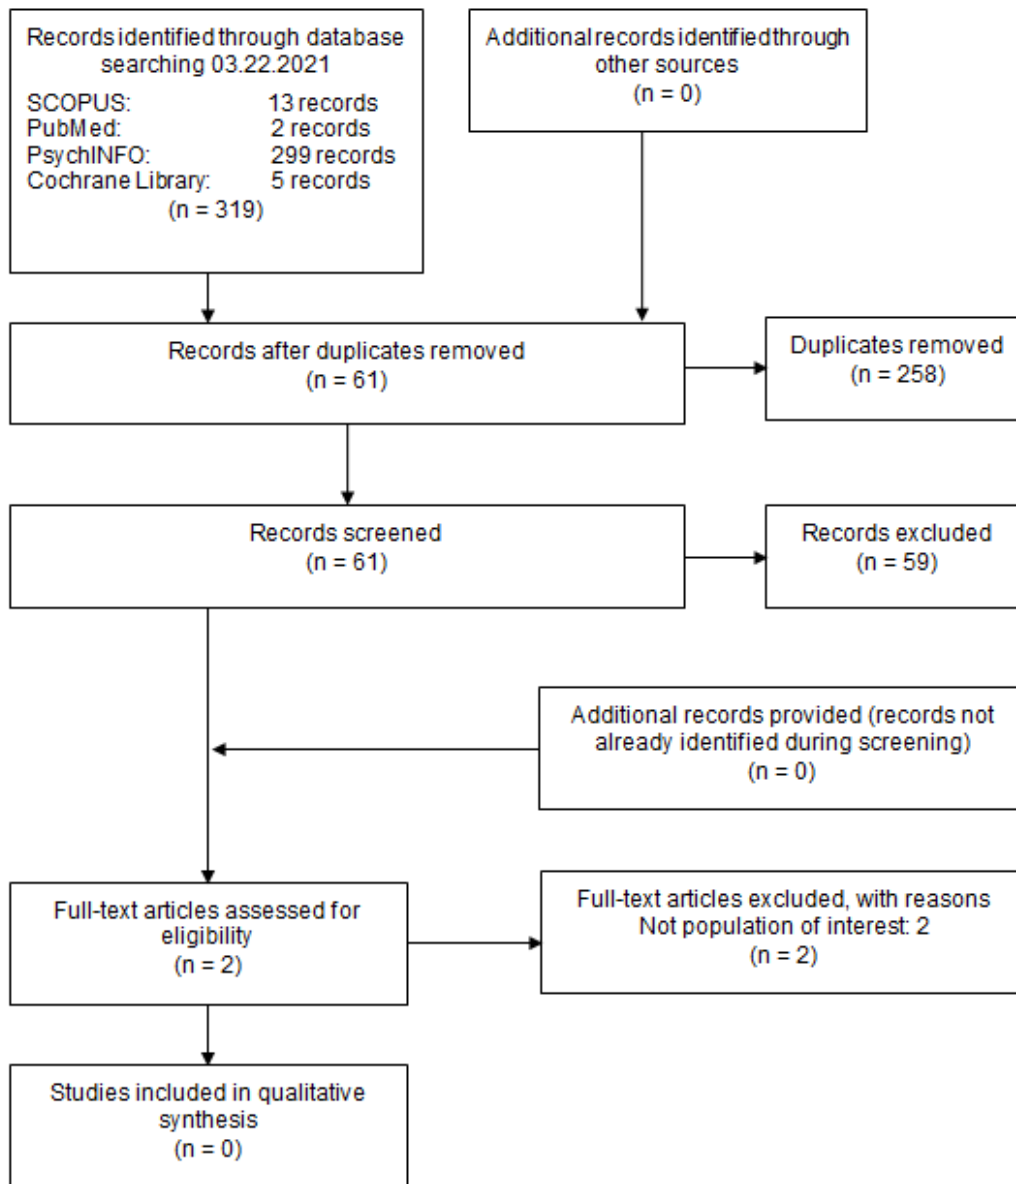 Records identified through database
searching 03.22.2021
SCOPUS: 13 records
PubMed: 2 records
PsychINFO: 299 records
Cochrane Library: 5 records
(n = 319)
Additional records identified through
other sources
(n = 0)
Records after duplicates removed
(n = 61)
Duplicates removed
(n = 258)
Records screened
(n = 61)
Records excluded
(n = 59)
Additional records provided (records not
already identified during screening)
(n = 0)
Full-text articles assessed for
eligibility
(n = 2)
Full-text articles excluded, with reasons
Not population of interest: 2
(n = 2)
Studies included in qualitative
synthesis
(n = 0)